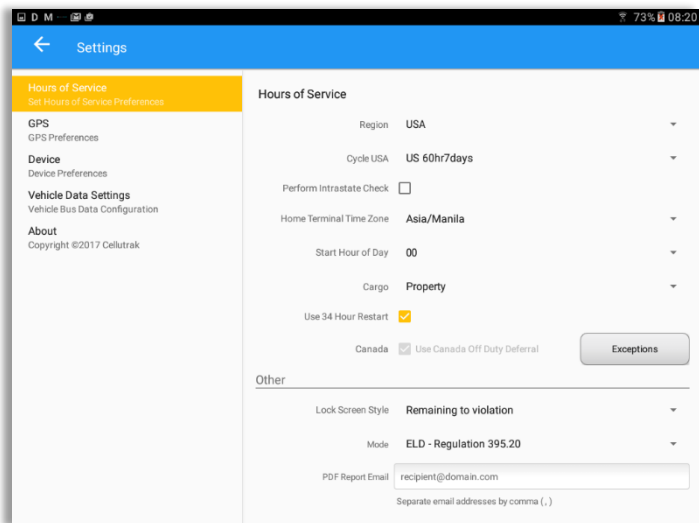 D M 73% 08:20
Settings
Hours of Service
Set Hours of Service Preferences
GPS
GPS Preferences
Device
Device Preferences
Vehicle Data Settings
Vehicle Bus Data Configuration
About
Copyright ©2017 Cellutrak
Hours of Service
Region USA
Cycle USA US 60hr7days
Perform Intrastate Check
Home Terminal Time Zone Asia/Manila
Start Hour of Day 00
Cargo Property
Use 34 Hour Restart
Canada Use Canada Off Duty Deferral Exceptions
Other
Lock Screen Style Remaining to violation
Mode ELD - Regulation 395.20
PDF Report Email recipient@domain.com
Separate email addresses by comma ( , )